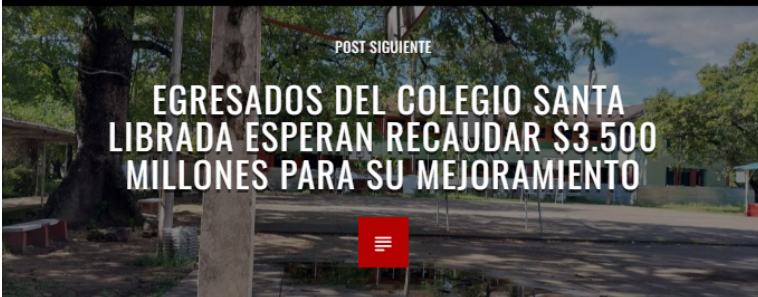 POST SIGUIENTE
EGRESADOS DEL COLEGIO SANTA
LIBRADA ESPERAN RECAUDAR $3.500
MILLONES PARA SU MEJORAMIENTO